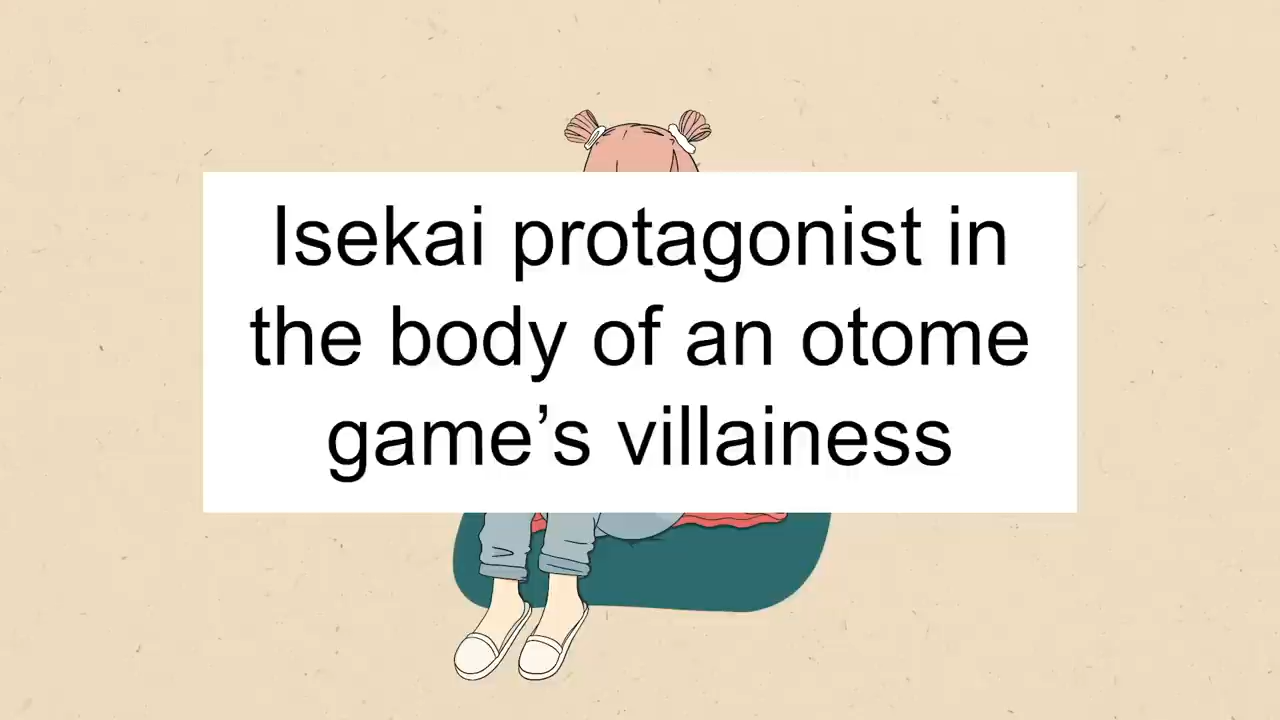 Isekai protagonist in
the body of an otome
game’s villainess